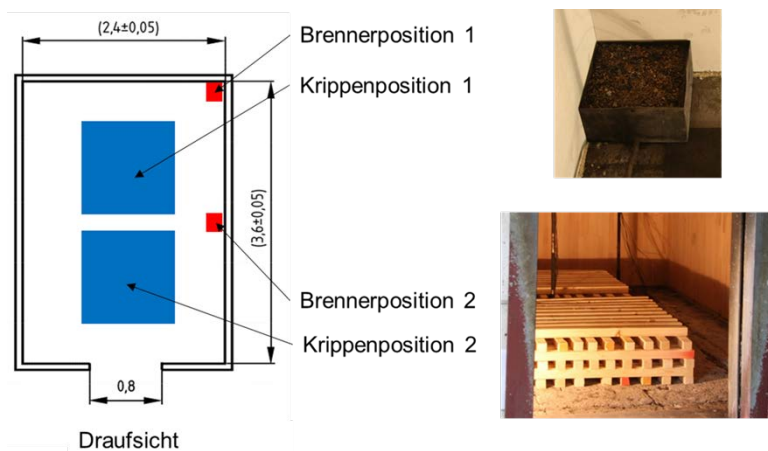 (2,4±0,05)
Brennerposition 1
Krippenposition 1
(3,6±0,05)
Brennerposition 2
Krippenposition 2
0,8
Draufsicht